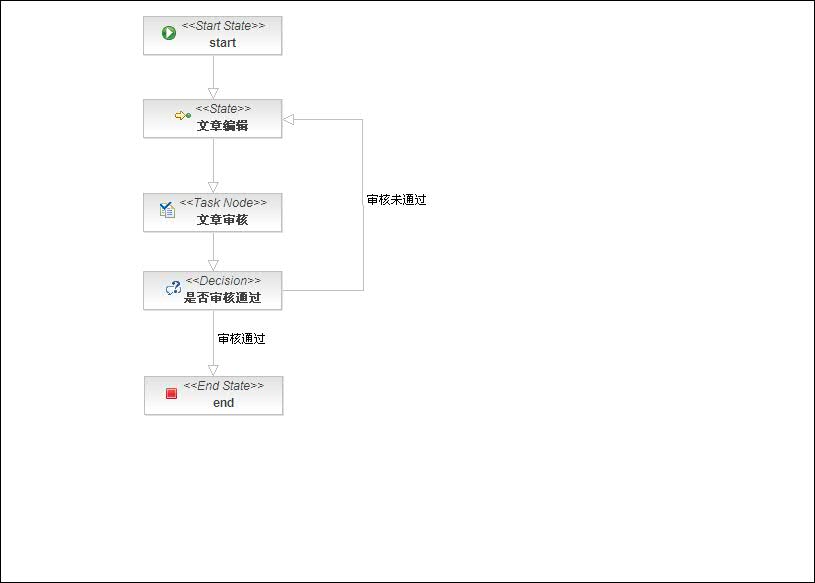 <<Start State>>
start
<<State>>
文章编辑
审核未通过
<<Task Node>>
文章审核
<<Decision>>
是否审核通过
审核通过
<<End State>>
end